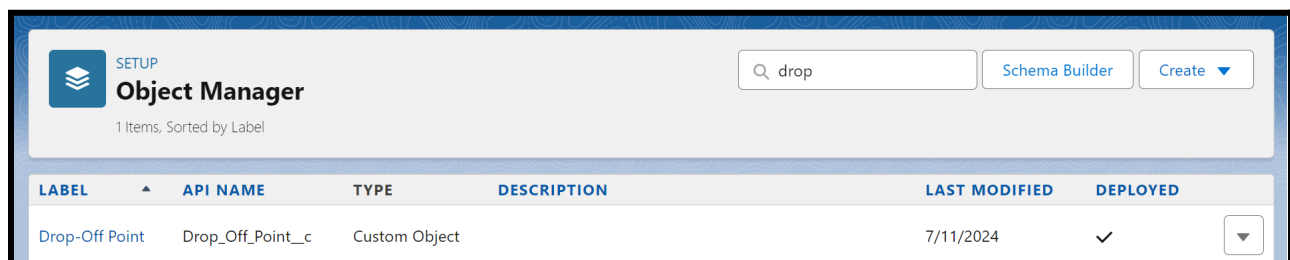 SETUP
Object Manager
1 Items, Sorted by Label
drop
Schema Builder
Create
LABEL API NAME TYPE DESCRIPTION LAST MODIFIED DEPLOYED
Drop-Off Point Drop_Off_Point__c Custom Object 7/11/2024